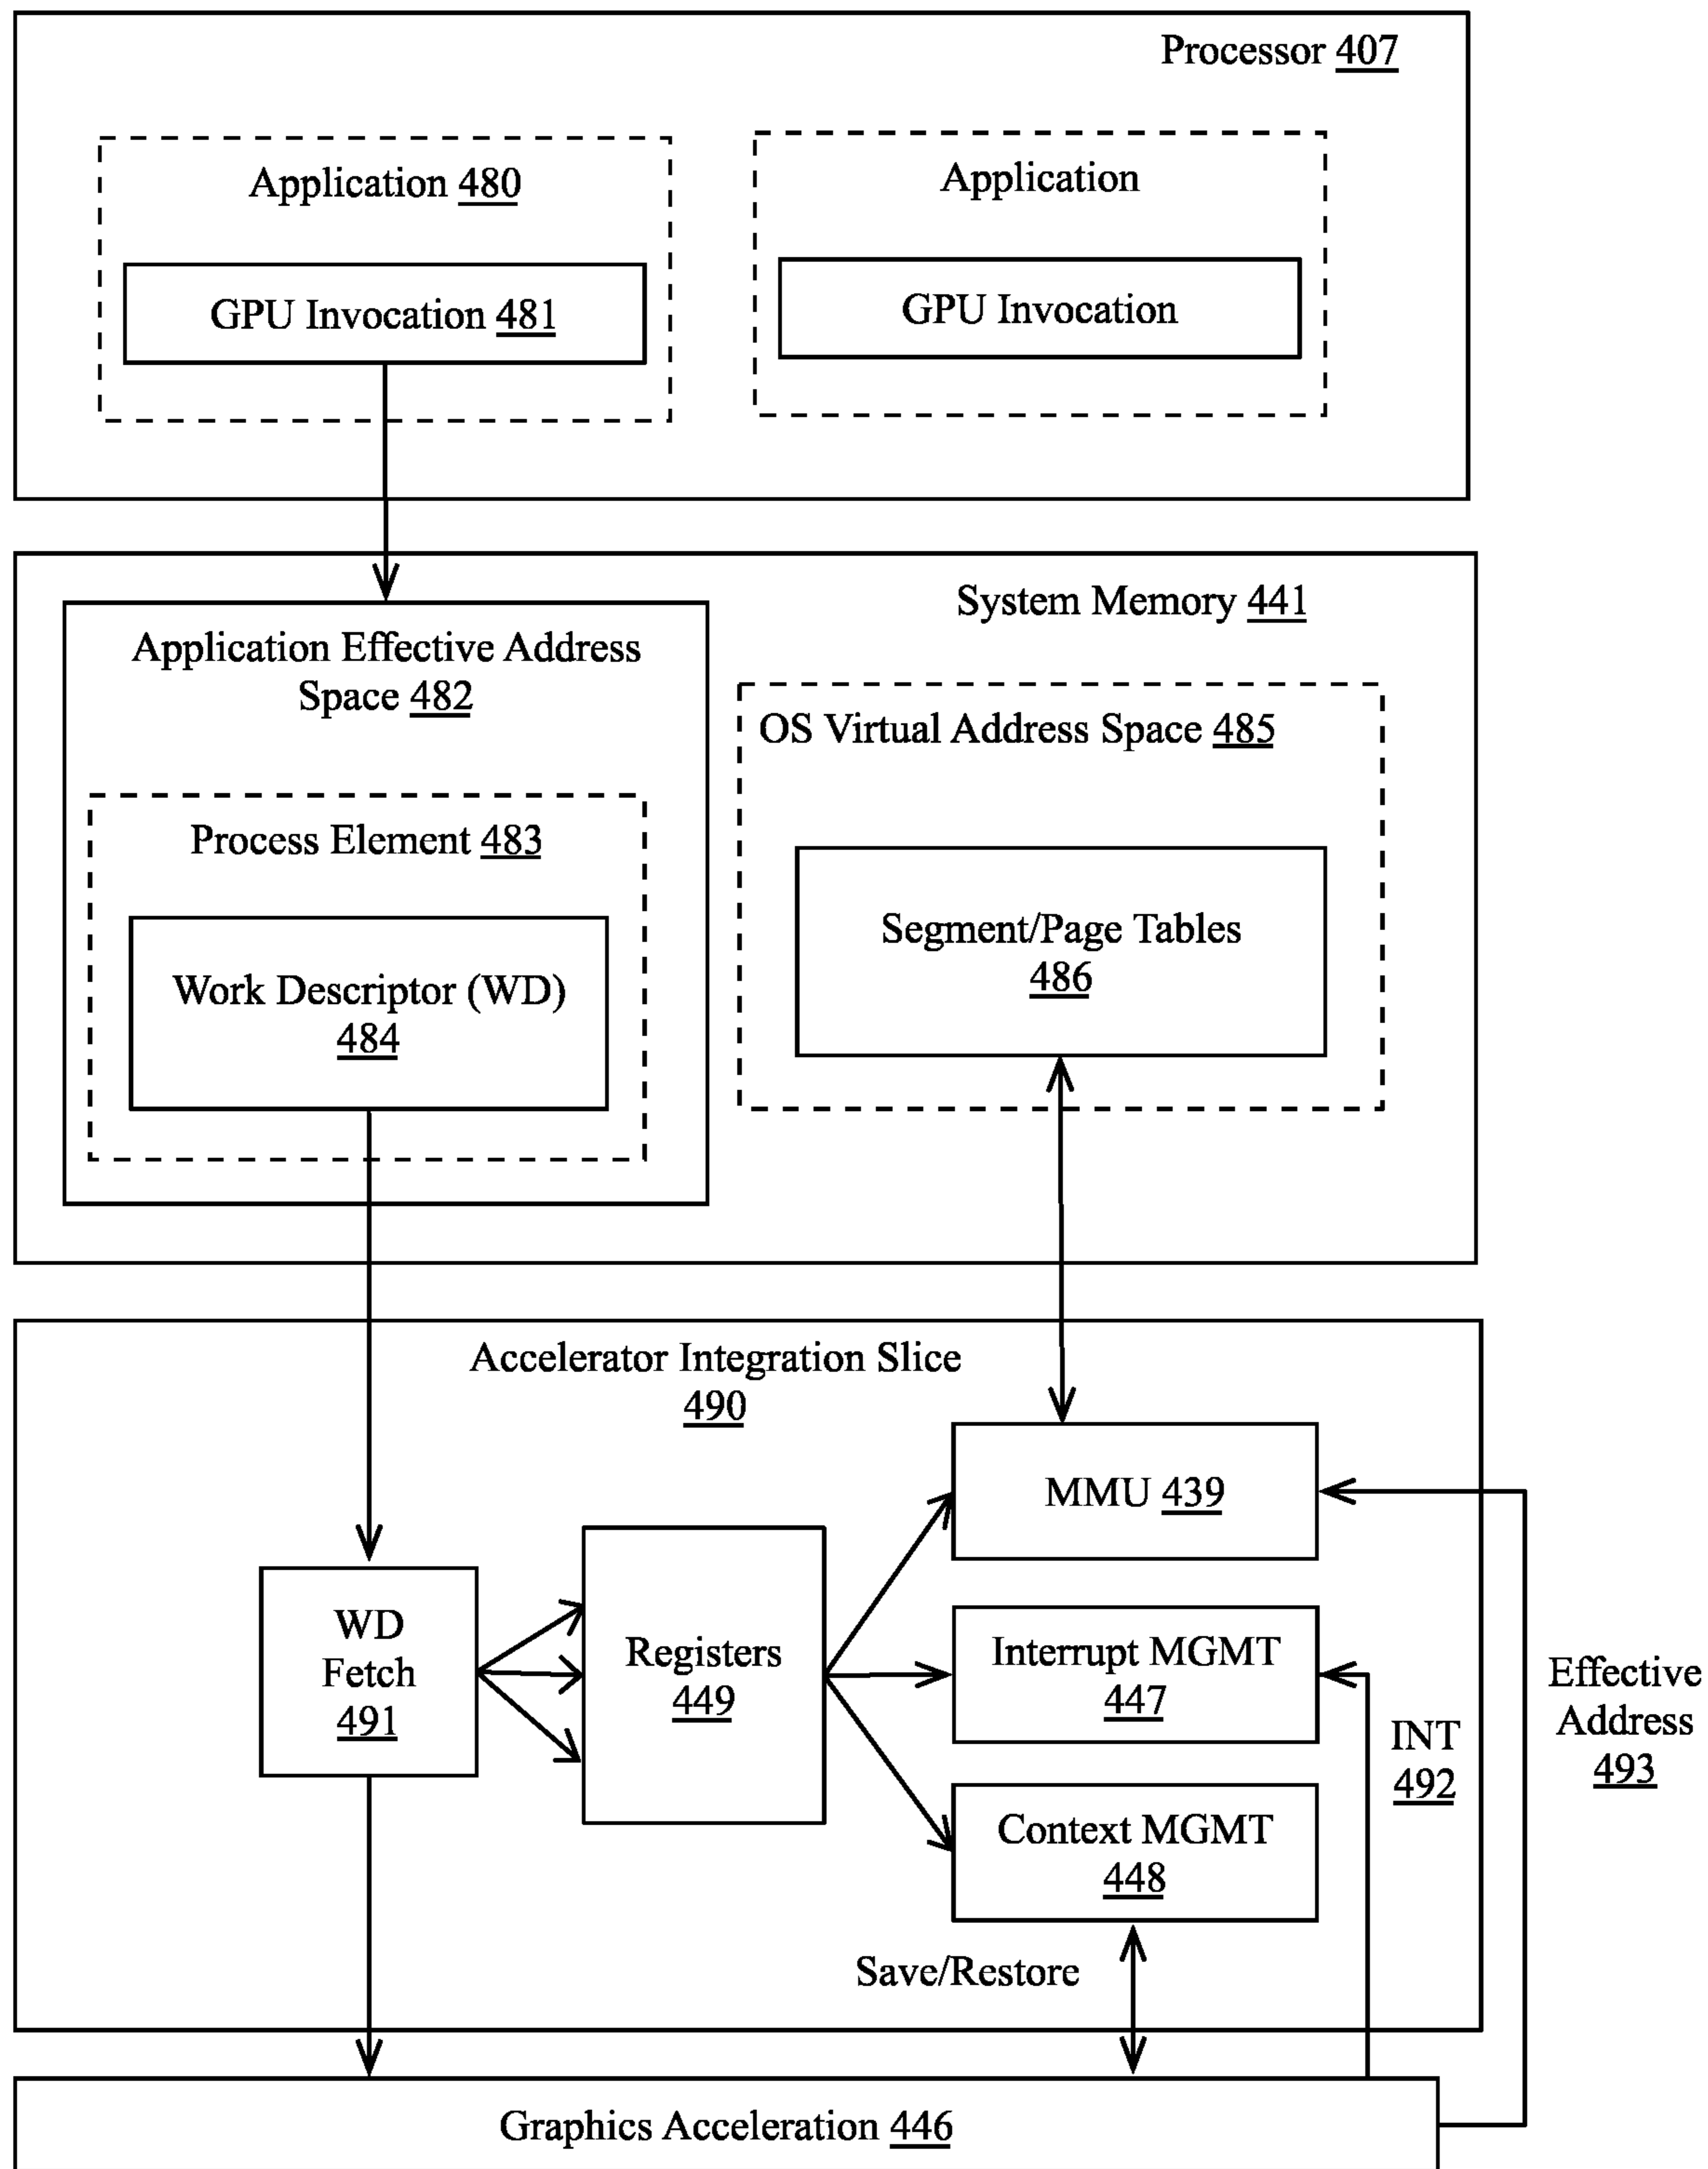 Processor 407
Application 480
GPU Invocation 481
Application
GPU Invocation
System Memory 441
Application Effective Address
Space 482
Process Element 483
Work Descriptor (WD)
484
OS Virtual Address Space 485
Segment/Page Tables
486
Accelerator Integration Slice
490
WD
Fetch
491
Registers
449
MMU 439
Interrupt MGMT
447
Context MGMT
448
Save/Restore
INT
492
Effective
Address
493
Graphics Acceleration 446